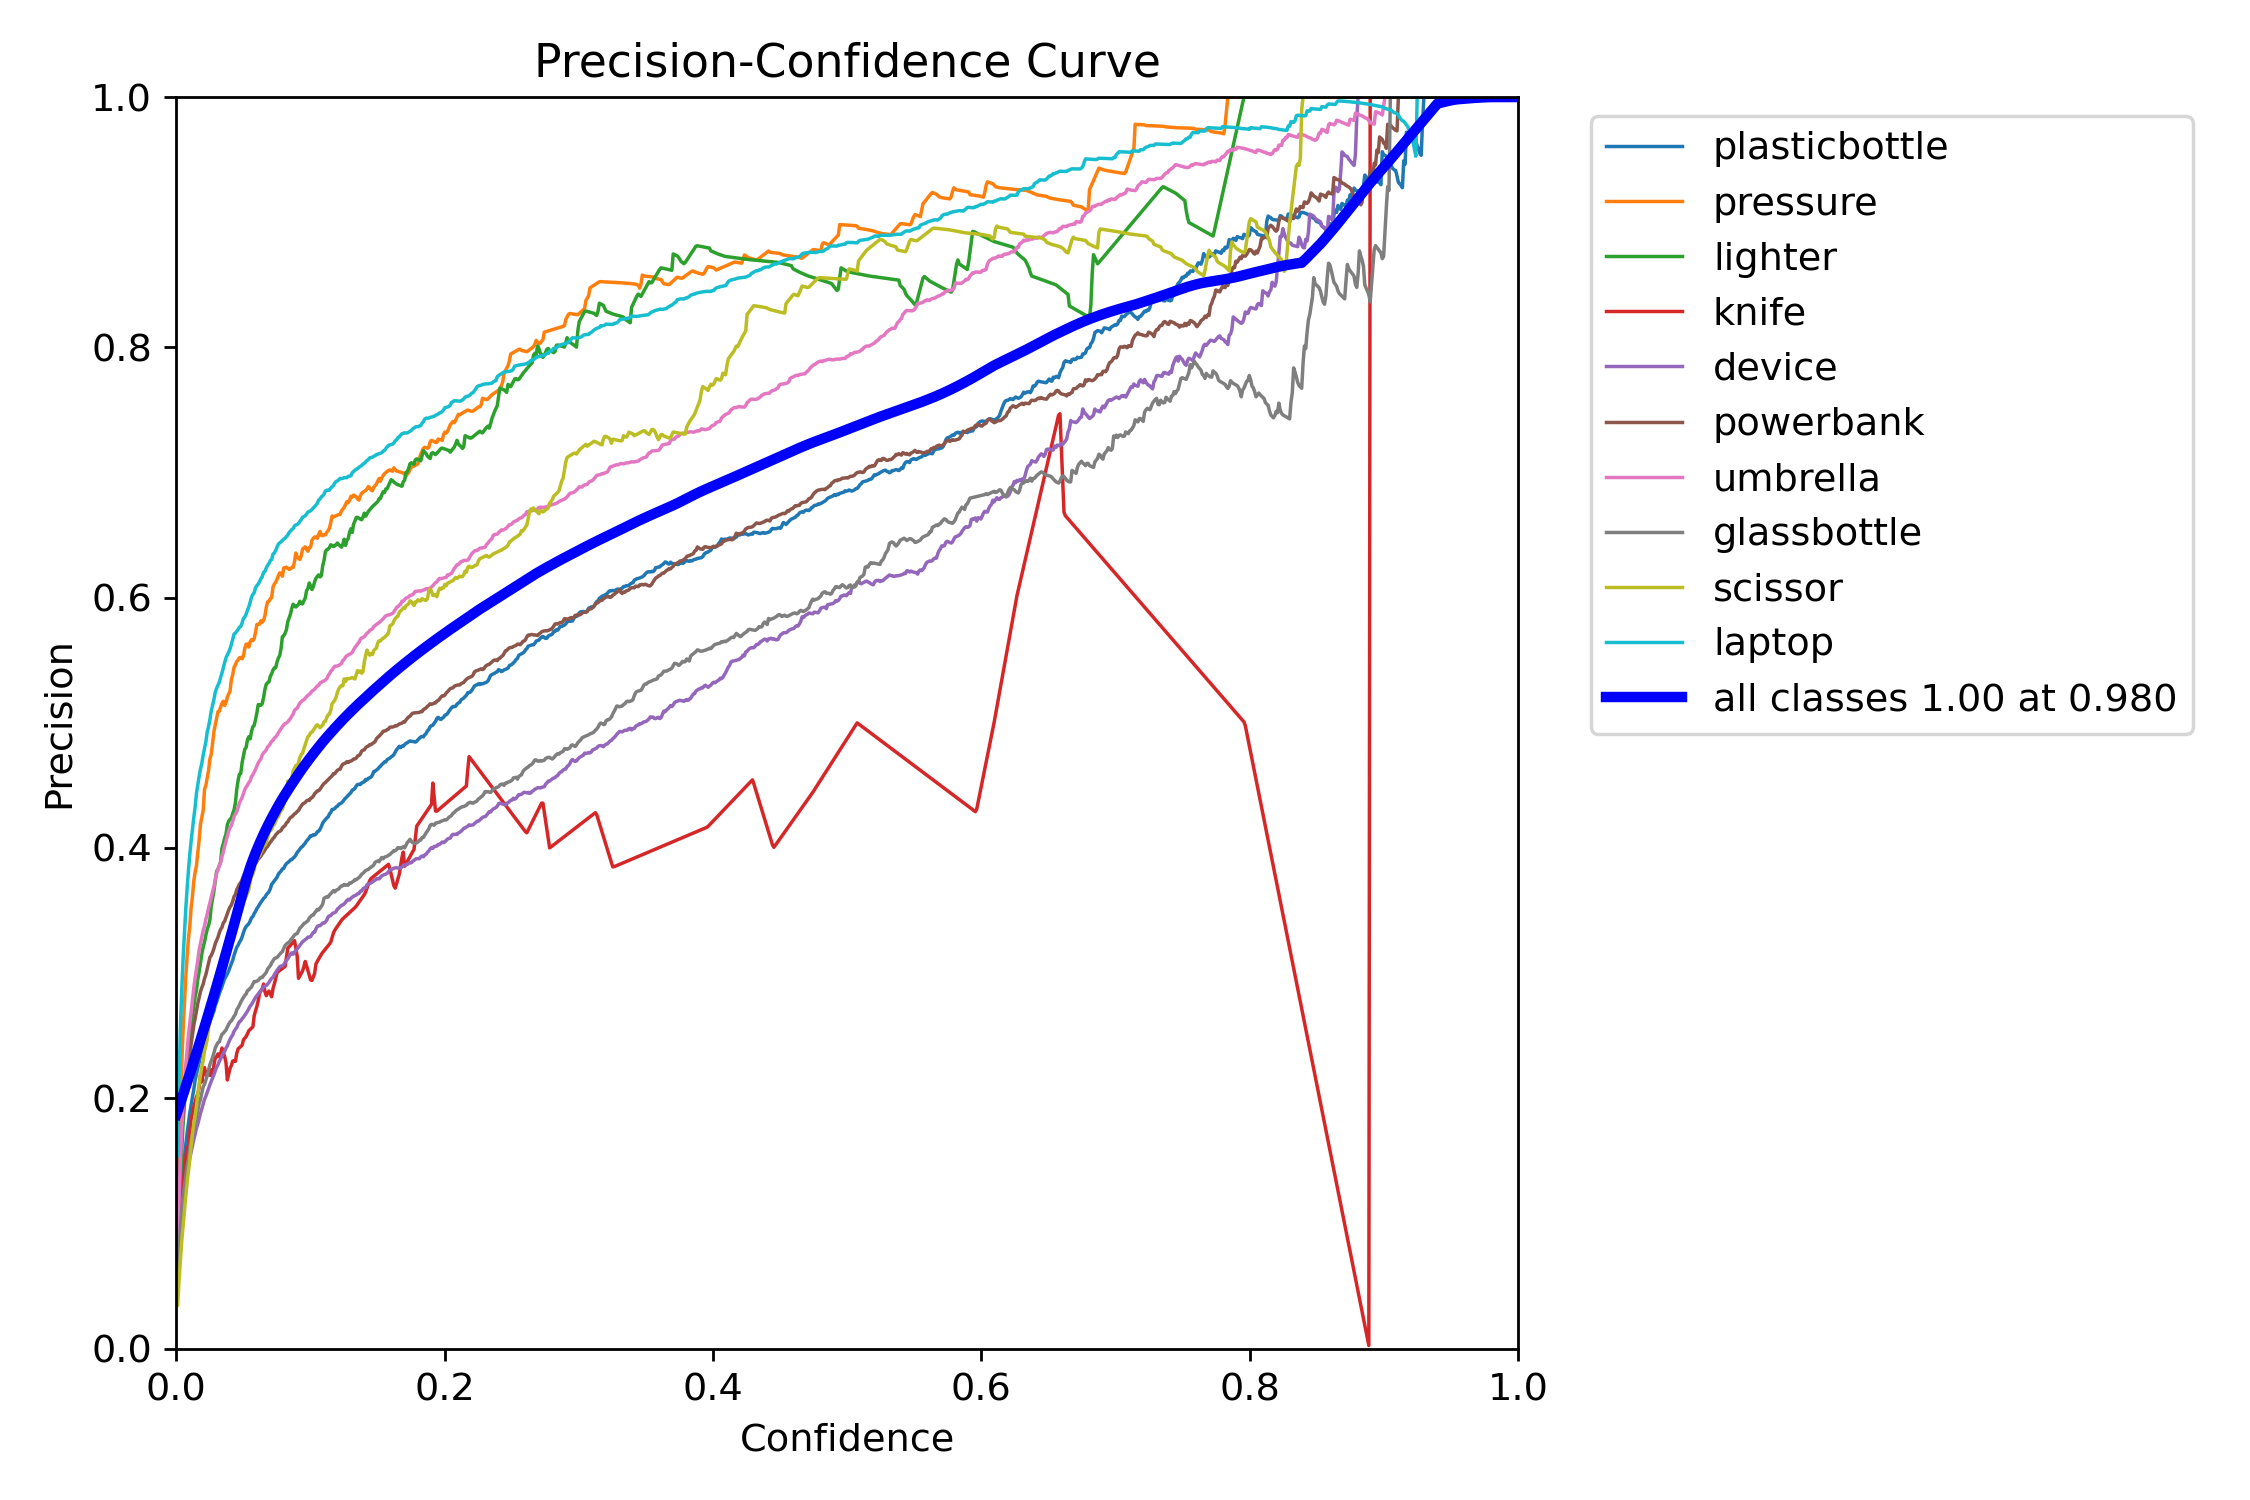 Precision-Confidence Curve
1.0
0.8
0.6
0.4
0.2
0.0
Precision
0.0 0.2 0.4 0.6 0.8 1.0
Confidence
plasticbottle
pressure
lighter
knife
device
powerbank
umbrella
glassbottle
scissor
laptop
all classes 1.00 at 0.980